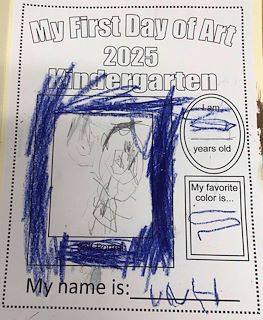 My First Day of Art
2025
Kindergarten
I am
years old
My favorite
color is...
My name is: